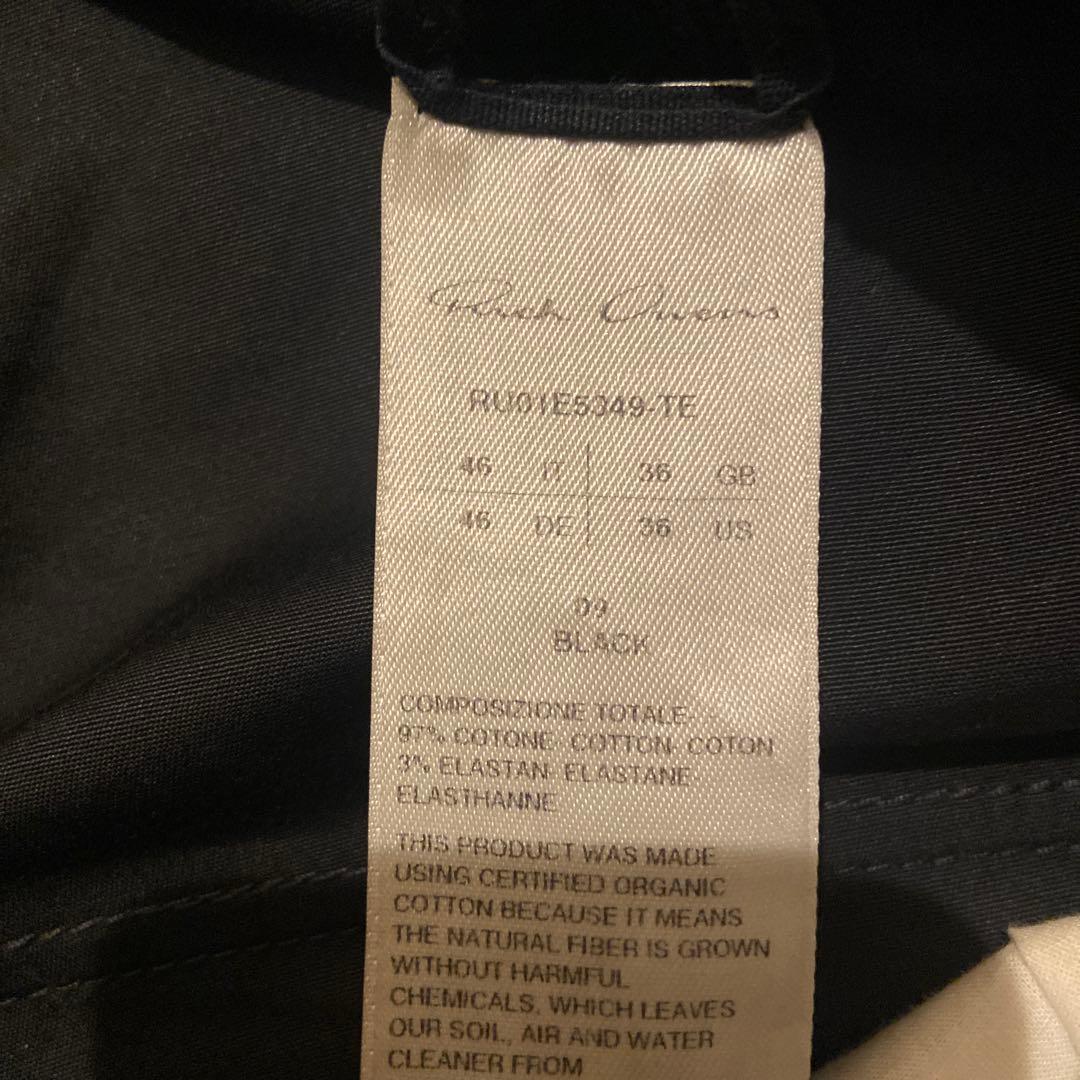 Rick Owens
RU01E5349-TE
46 IT 36 GB
46 DE 36 US
09
BLACK
COMPOSIZIONE TOTALE-
97% COTONE- COTTON- COTON
3% ELASTAN- ELASTANE
ELASTHANNE
THIS PRODUCT WAS MADE
USING CERTIFIED ORGANIC
COTTON BECAUSE IT MEANS
THE NATURAL FIBER IS GROWN
WITHOUT HARMFUL
CHEMICALS, WHICH LEAVES
OUR SOIL, AIR AND WATER
CLEANER FROM